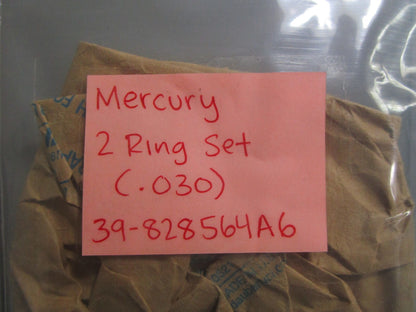 Mercury
2 Ring Set
(.030)
39-828564A6